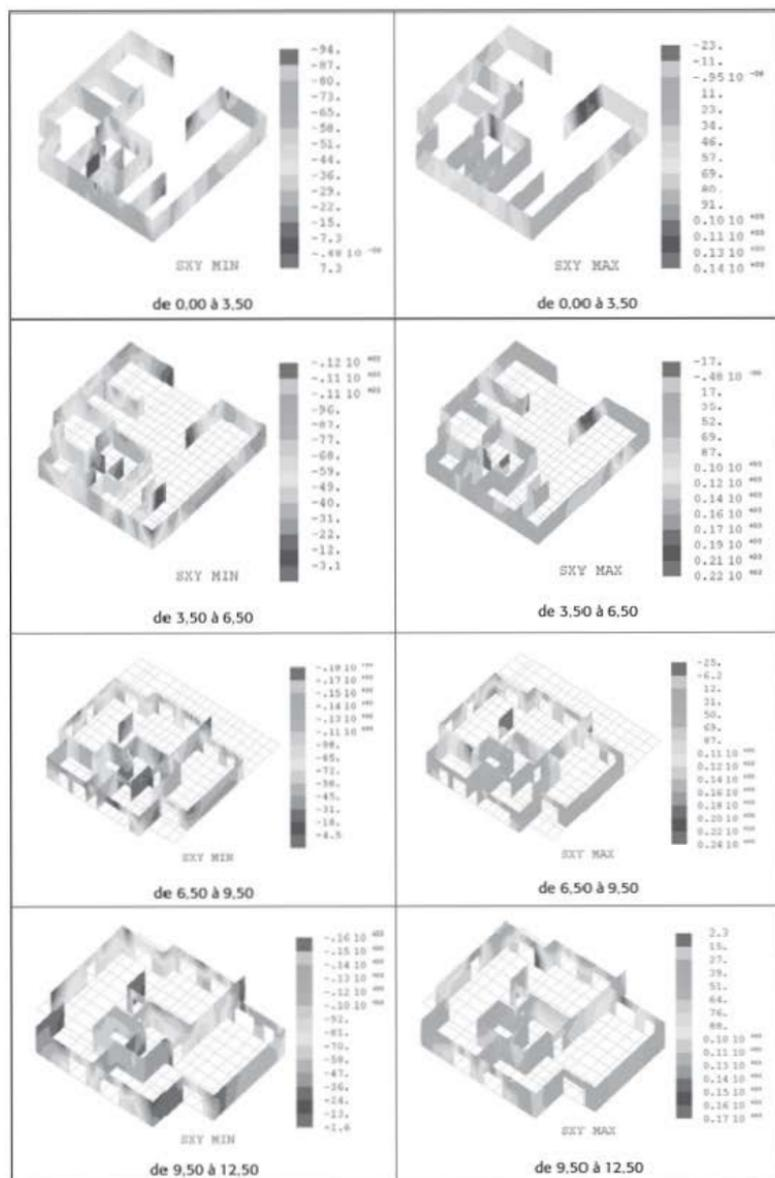 -94.
-87.
-80.
-73.
-65.
-58.
-51.
-44.
-36.
-29.
-22.
-15.
-7.3
-.48 10 -06
7.3
SXY MIN
de 0,00 à 3,50
-23.
-11.
-.95 10 -06
11.
23.
34.
46.
57.
69.
80.
91.
0.10 10 +03
0.11 10 +03
0.13 10 +03
0.14 10 +03
SXY MAX
de 0,00 à 3,50
-.12 10 +03
-.11 10 +03
-.11 10 +03
-96.
-87.
-77.
-68.
-59.
-49.
-40.
-31.
-22.
-12.
-3.1
SXY MIN
de 3,50 à 6,50
-17.
-.48 10 -06
17.
35.
52.
69.
87.
0.10 10 +03
0.12 10 +03
0.14 10 +03
0.16 10 +03
0.17 10 +03
0.19 10 +03
0.21 10 +03
0.22 10 +03
SXY MAX
de 3,50 à 6,50
-.17 10 +03
-.15 10 +03
-.14 10 +03
-.13 10 +03
-.11 10 +03
-98.
-85.
-72.
-58.
-45.
-31.
-18.
-4.5
SXY MIN
de 6,50 à 9,50
-25.
-6.2
12.
31.
50.
69.
87.
0.11 10 +03
0.12 10 +03
0.14 10 +03
0.16 10 +03
0.18 10 +03
0.20 10 +03
0.22 10 +03
0.24 10 +03
SXY MAX
de 6,50 à 9,50
-.16 10 +03
-.15 10 +03
-.14 10 +03
-.13 10 +03
-.12 10 +03
-.10 10 +03
-92.
-81.
-70.
-58.
-47.
-36.
-24.
-13.
-1.6
SXY MIN
de 9,50 à 12,50
2.3
15.
27.
39.
51.
64.
76.
88.
0.10 10 +03
0.11 10 +03
0.13 10 +03
0.14 10 +03
0.15 10 +03
0.16 10 +03
0.17 10 +03
SXY MAX
de 9,50 à 12,50